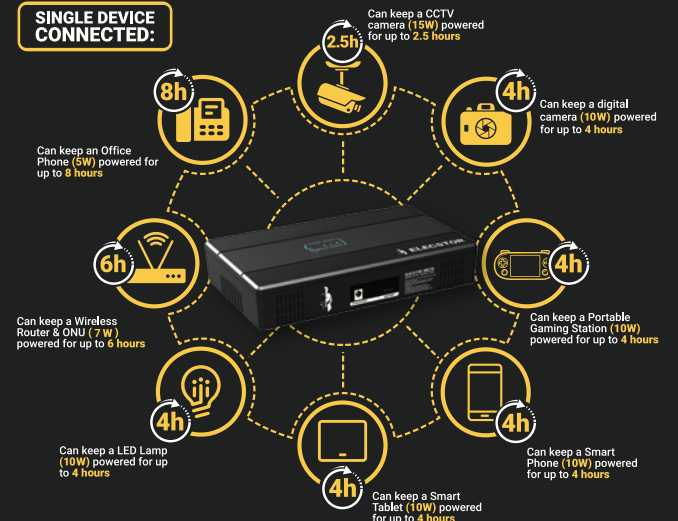 SINGLE DEVICE
CONNECTED:
Can keep a CCTV
camera (15W) powered
for up to 2.5 hours
2.5h
8h
Can keep an Office
Phone (5W) powered for
up to 8 hours
4h
Can keep a digital
camera (10W) powered
for up to 4 hours
6h
Can keep a Wireless
Router & ONU ( 7 W )
powered for up to 6 hours
ELECSTOR
4h
Can keep a Portable
Gaming Station (10W)
powered for up to 4 hours
4h
Can keep a LED Lamp
(10W) powered for up
to 4 hours
4h
Can keep a Smart
Tablet (10W) powered
for up to 4 hours
4h
Can keep a Smart
Phone (10W) powered
for up to 4 hours